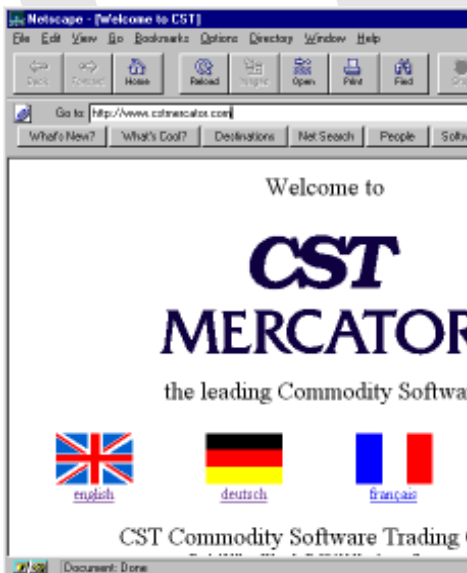 Netscape - [Welcome to CST]
File Edit View Go Bookmarks Options Directory Window Help
Back Forward Home Reload Images Open Print Find
Go to: http://www.cstmercator.com
What's New? What's Cool? Destinations Net Search People Softw
Welcome to
CST
MERCATOR
the leading Commodity Softwa
english deutsch français
CST Commodity Software Trading
Document: Done